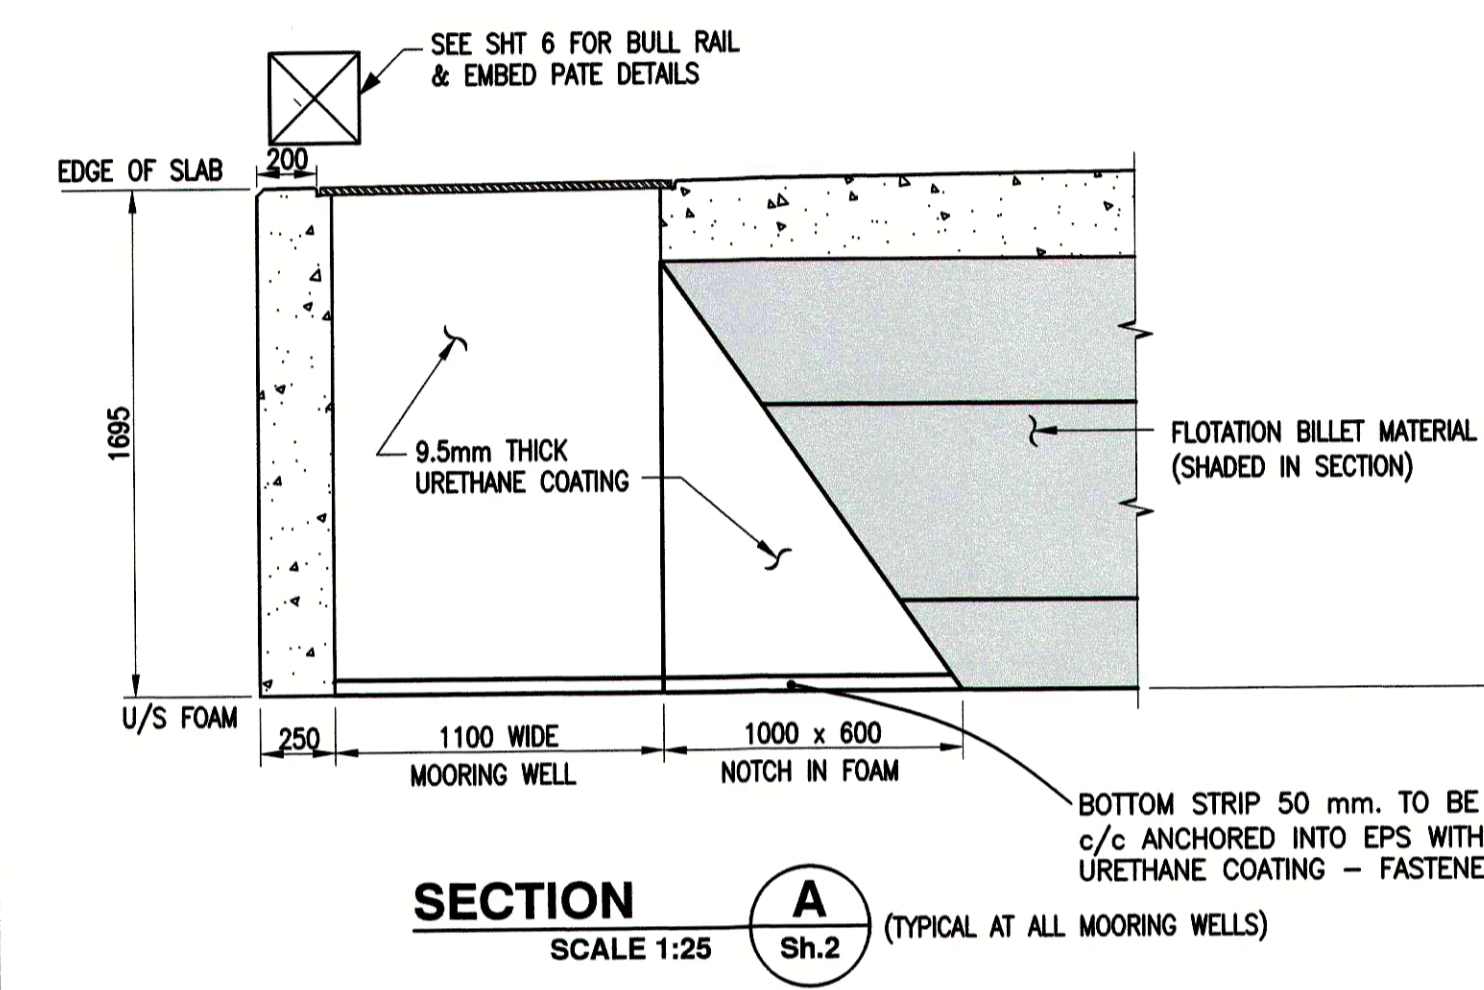 SEE SHT 6 FOR BULL RAIL
& EMBED PATE DETAILS
200
EDGE OF SLAB
1695
9.5mm THICK
URETHANE COATING
FLOTATION BILLET MATERIAL
(SHADED IN SECTION)
U/S FOAM
250
1100 WIDE
MOORING WELL
1000 x 600
NOTCH IN FOAM
BOTTOM STRIP 50 mm. TO BE
c/c ANCHORED INTO EPS WITH
URETHANE COATING – FASTENE
SECTION
SCALE 1:25
A
Sh.2
(TYPICAL AT ALL MOORING WELLS)